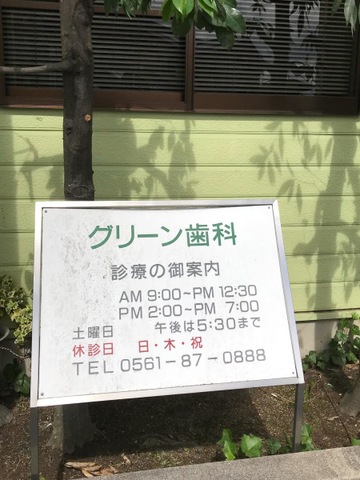 グリーン歯科
診療の御案内
AM 9:00~PM 12:30
PM 2:00~PM 7:00
土曜日 午後は5:30まで
休診日 日・木・祝
TEL 0561-87-0888